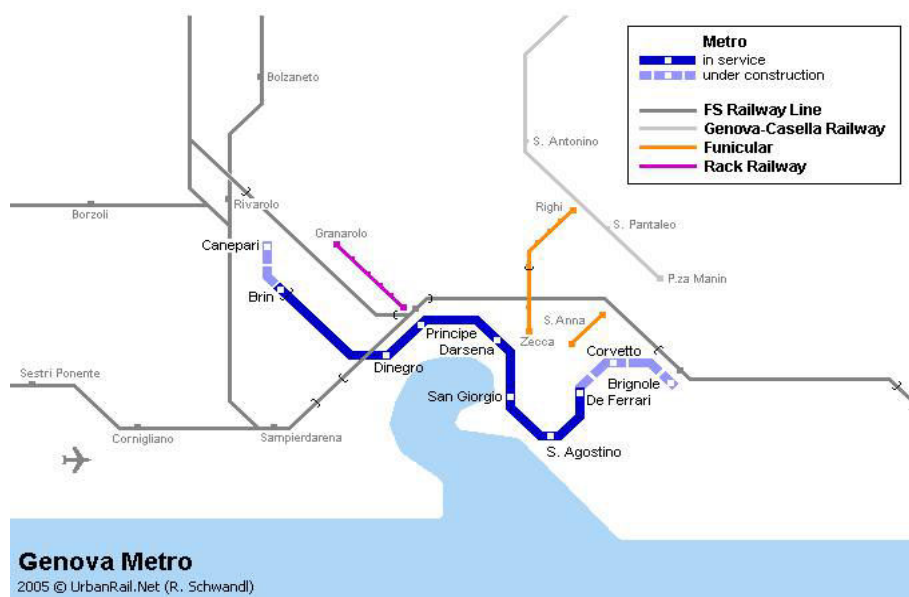 Metro
in service
under construction
FS Railway Line
Genova-Casella Railway
Funicular
Rack Railway
Bolzaneto
S. Antonino
Borzoli
Rivarolo
Righi
S. Pantaleo
Granarolo
Canepari
P.za Manin
Brin
S.Anna
Principe
Zecca
Darsena
Corvetto
Dinegro
Sestri Ponente
Brignole
San Giorgio
De Ferrari
Cornigliano
Sampierdarena
S. Agostino
Genova Metro
2005 © UrbanRail.Net (R. Schwandl)